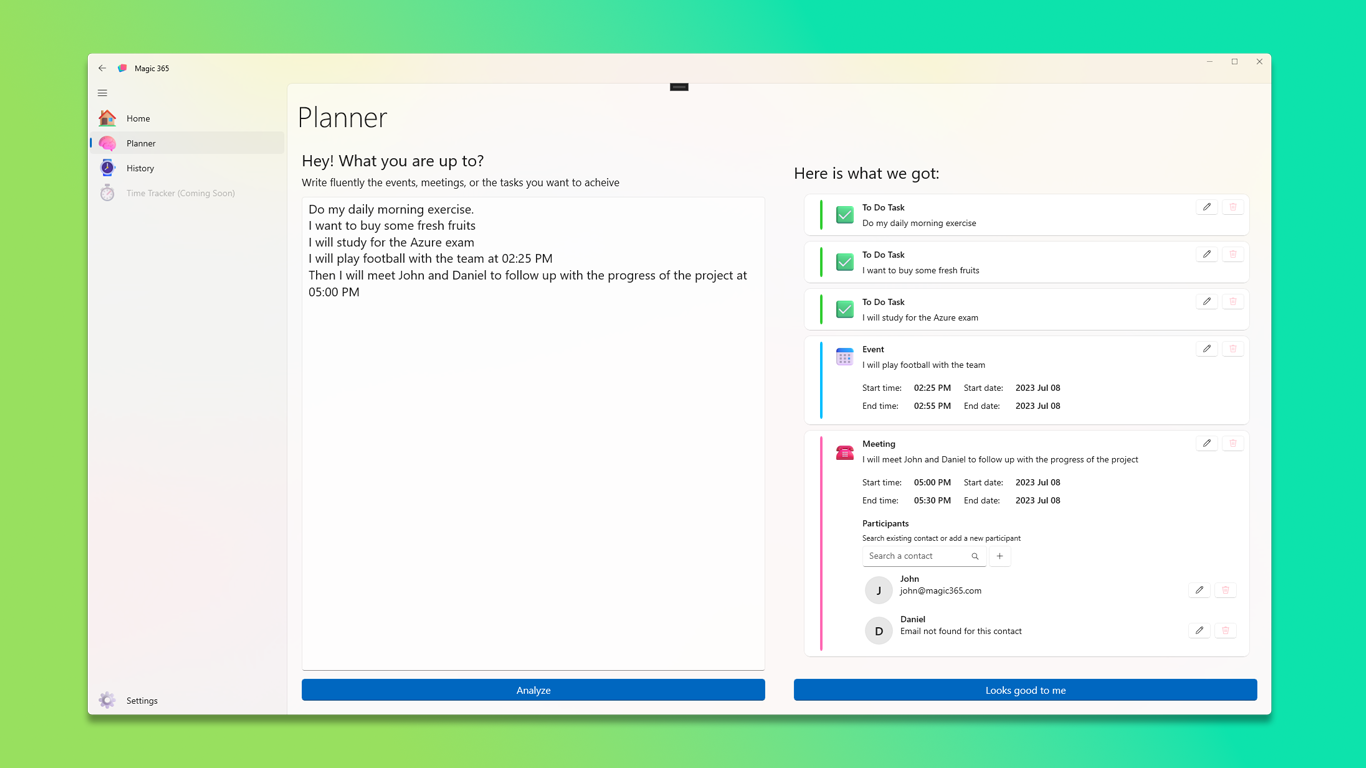 Magic 365
Home
Planner
History
Time Tracker (Coming Soon)
Settings
Planner
Hey! What you are up to?
Write fluently the events, meetings, or the tasks you want to acheive
Do my daily morning exercise.
I want to buy some fresh fruits
I will study for the Azure exam
I will play football with the team at 02:25 PM
Then I will meet John and Daniel to follow up with the progress of the project at
05:00 PM
Analyze
Here is what we got:
To Do Task
Do my daily morning exercise
To Do Task
I want to buy some fresh fruits
To Do Task
I will study for the Azure exam
Event
I will play football with the team
Start time: 02:25 PM Start date: 2023 Jul 08
End time: 02:55 PM End date: 2023 Jul 08
Meeting
I will meet John and Daniel to follow up with the progress of the project
Start time: 05:00 PM Start date: 2023 Jul 08
End time: 05:30 PM End date: 2023 Jul 08
Participants
Search existing contact or add a new participant
Search a contact
J
John
john@magic365.com
D
Daniel
Email not found for this contact
Looks good to me